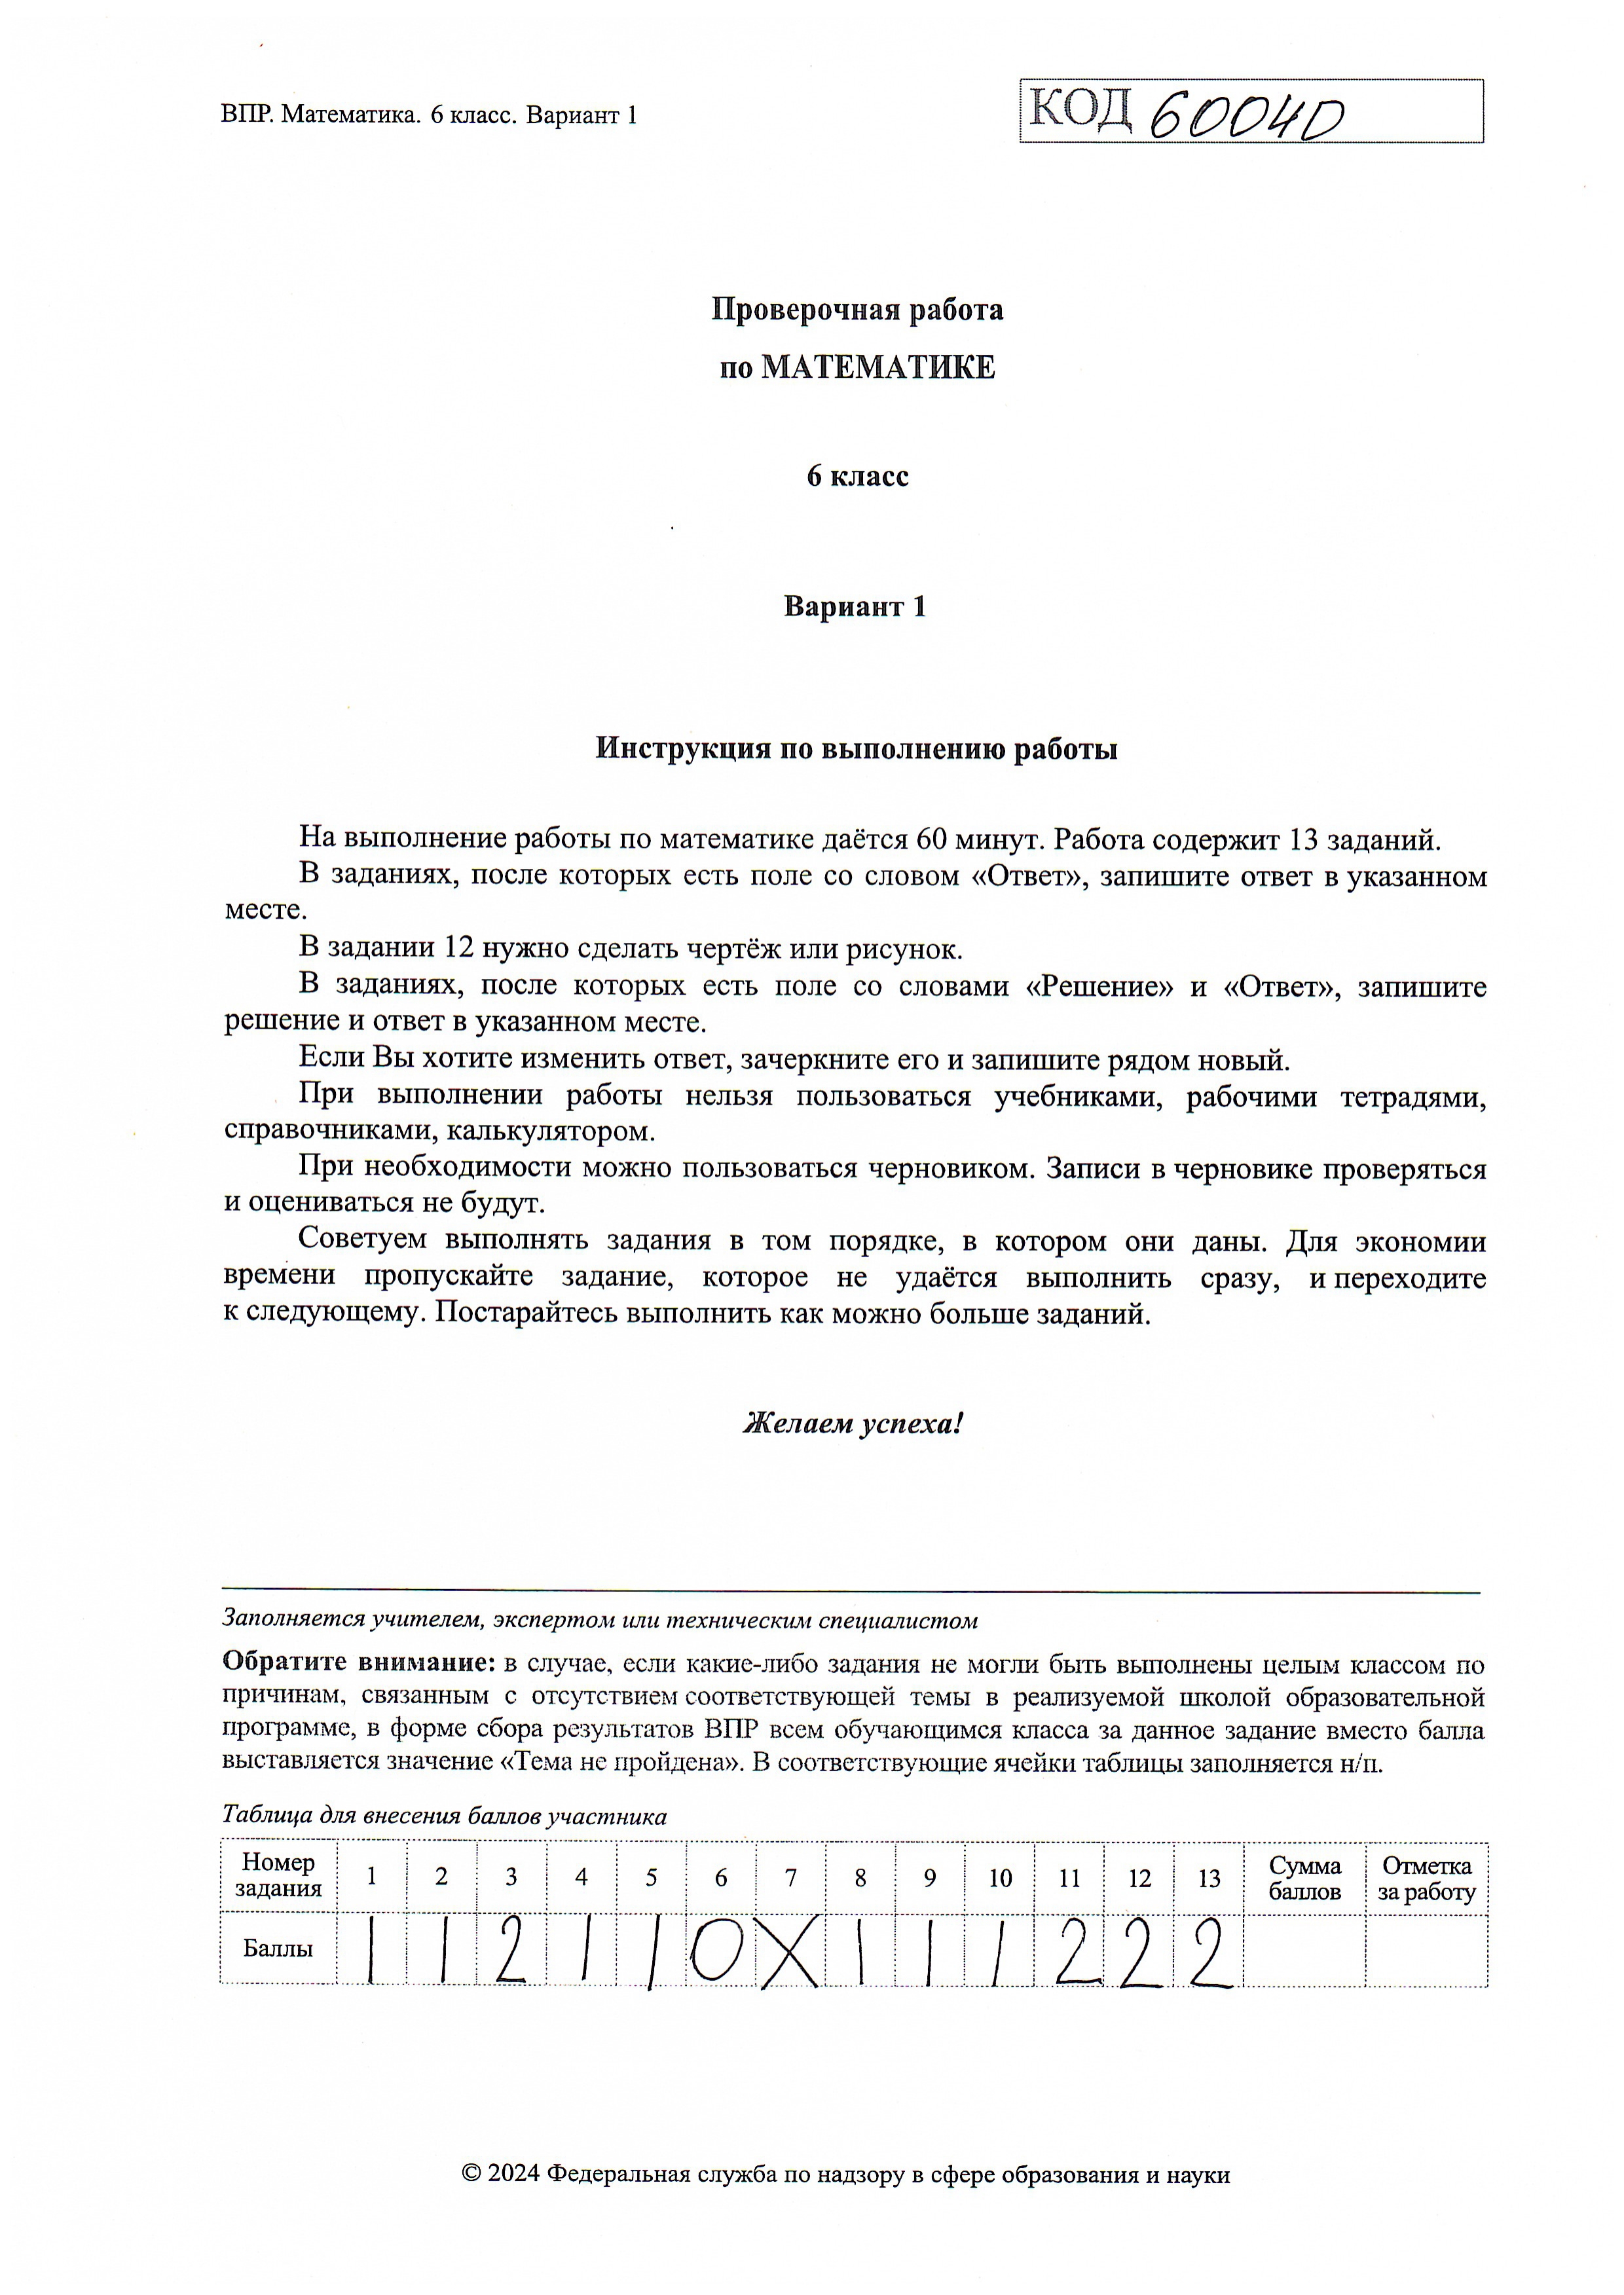 ВПР. Математика. 6 класс. Вариант 1
КОД 60040
Проверочная работа
по МАТЕМАТИКЕ
6 класс
Вариант 1
Инструкция по выполнению работы
На выполнение работы по математике даётся 60 минут. Работа содержит 13 заданий.
В заданиях, после которых есть поле со словом «Ответ», запишите ответ в указанном
месте.
В задании 12 нужно сделать чертёж или рисунок.
В заданиях, после которых есть поле со словами «Решение» и «Ответ», запишите
решение и ответ в указанном месте.
Если Вы хотите изменить ответ, зачеркните его и запишите рядом новый.
При выполнении работы нельзя пользоваться учебниками, рабочими тетрадями,
справочниками, калькулятором.
При необходимости можно пользоваться черновиком. Записи в черновике проверяться
и оцениваться не будут.
Советуем выполнять задания в том порядке, в котором они даны. Для экономии
времени пропускайте задание, которое не удаётся выполнить сразу, и переходите
к следующему. Постарайтесь выполнить как можно больше заданий.
Желаем успеха!
Заполняется учителем, экспертом или техническим специалистом
Обратите внимание: в случае, если какие-либо задания не могли быть выполнены целым классом по
причинам, связанным с отсутствием соответствующей темы в реализуемой школой образовательной
программе, в форме сбора результатов ВПР всем обучающимся класса за данное задание вместо балла
выставляется значение «Тема не пройдена». В соответствующие ячейки таблицы заполняется н/п.
Таблица для внесения баллов участника
Номер задания 1 2 3 4 5 6 7 8 9 10 11 12 13 Сумма баллов Отметка за работу
Баллы 1 1 2 1 1 0 X 1 1 1 2 2 2
© 2024 Федеральная служба по надзору в сфере образования и науки